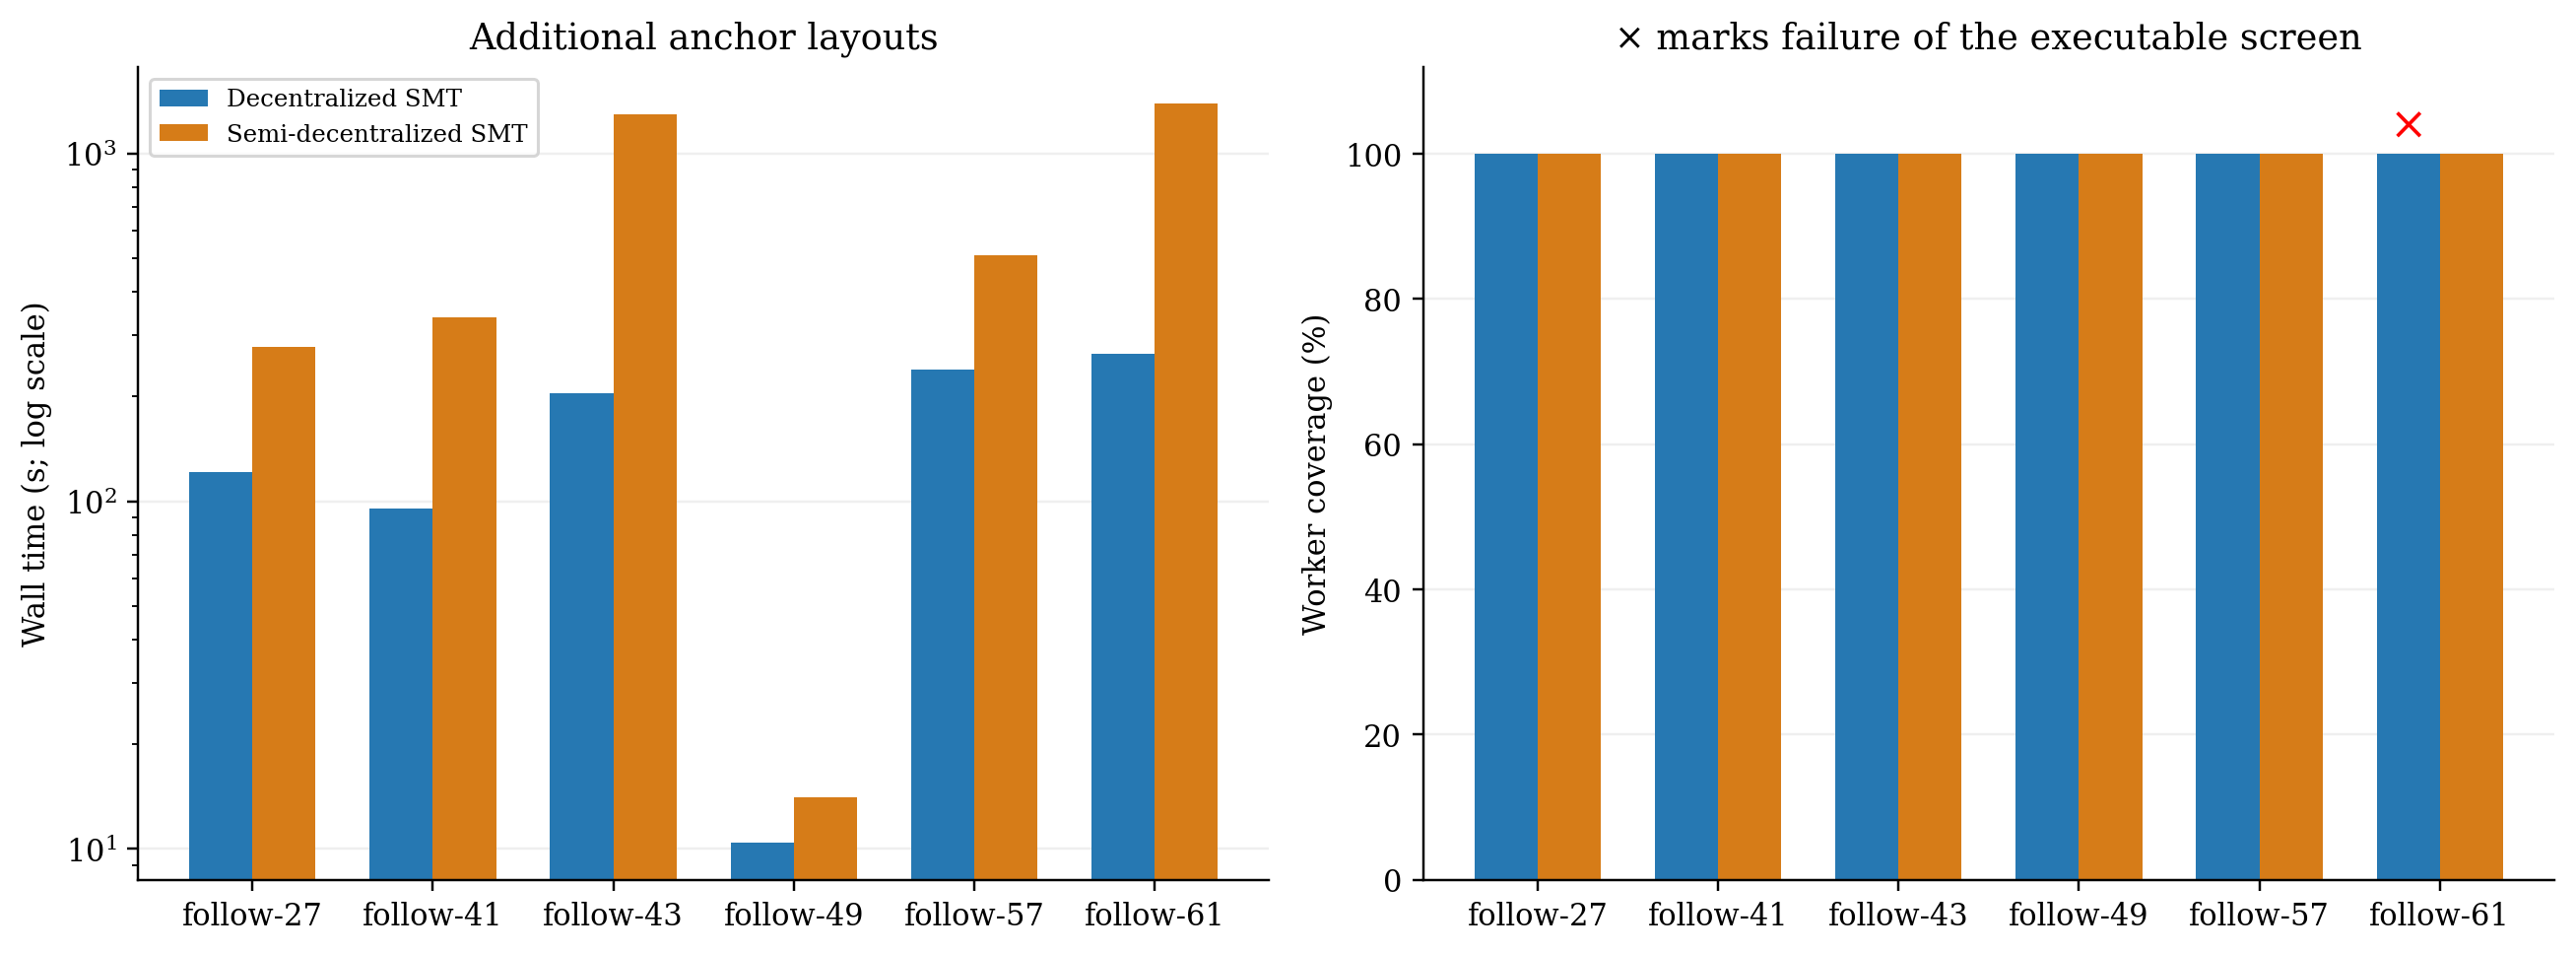 Additional anchor layouts
Decentralized SMT
Semi-decentralized SMT
Wall time (s; log scale)
10³
10²
10¹
follow-27 follow-41 follow-43 follow-49 follow-57 follow-61
× marks failure of the executable screen
Worker coverage (%)
100
80
60
40
20
0
follow-27 follow-41 follow-43 follow-49 follow-57 follow-61